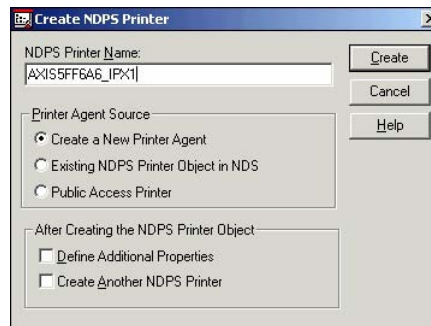 Create NDPS Printer
NDPS Printer Name:
AXIS5FF6A6_IPX1
Create
Cancel
Help
Printer Agent Source
Create a New Printer Agent
Existing NDPS Printer Object in NDS
Public Access Printer
After Creating the NDPS Printer Object
Define Additional Properties
Create Another NDPS Printer